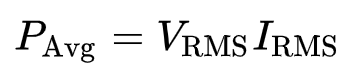 P_Avg = V_RMS I_RMS